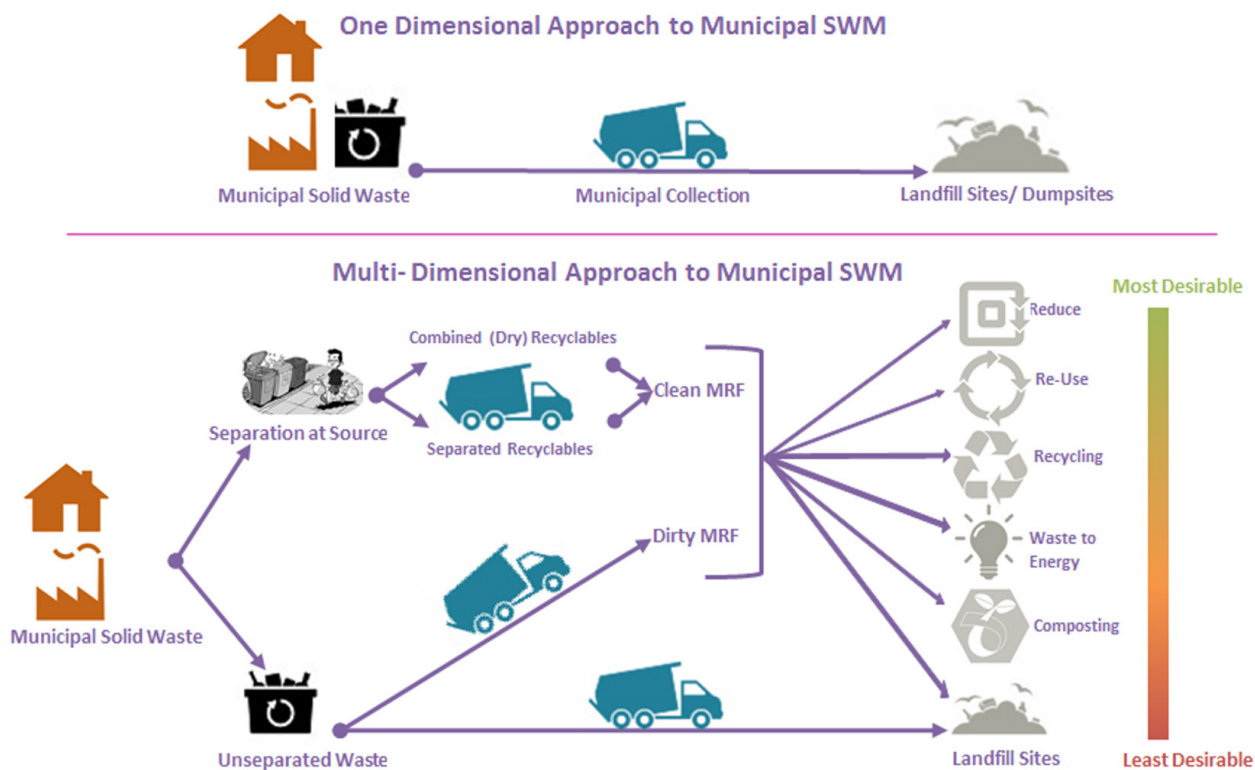 One Dimensional Approach to Municipal SWM
Municipal Solid Waste
Municipal Collection
Landfill Sites/ Dumpsites
Multi- Dimensional Approach to Municipal SWM
Most Desirable
Reduce
Combined (Dry) Recyclables
Re-Use
Clean MRF
Separation at Source
Separated Recyclables
Recycling
Dirty MRF
Waste to
Energy
Municipal Solid Waste
Composting
Unseparated Waste
Landfill Sites
Least Desirable